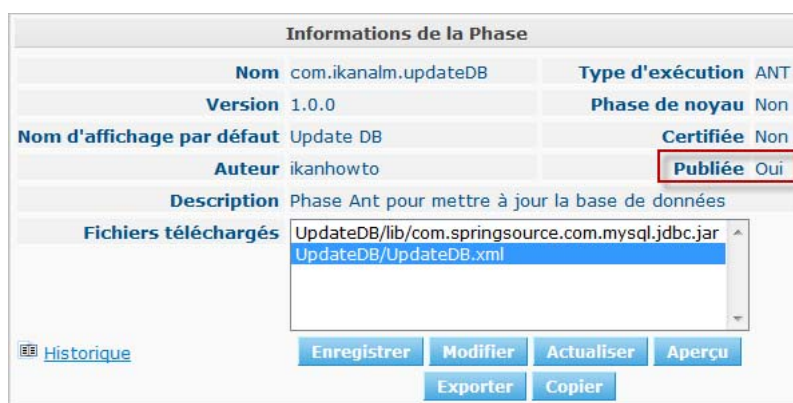 Informations de la Phase
Nom com.ikanalm.updateDB Type d'exécution ANT
Version 1.0.0 Phase de noyau Non
Nom d'affichage par défaut Update DB Certifiée Non
Auteur ikanhowto Publiée Oui
Description Phase Ant pour mettre à jour la base de données
Fichiers téléchargés UpdateDB/lib/com.springsource.com.mysql.jdbc.jar
UpdateDB/UpdateDB.xml
Historique Enregistrer Modifier Actualiser Aperçu
Exporter Copier